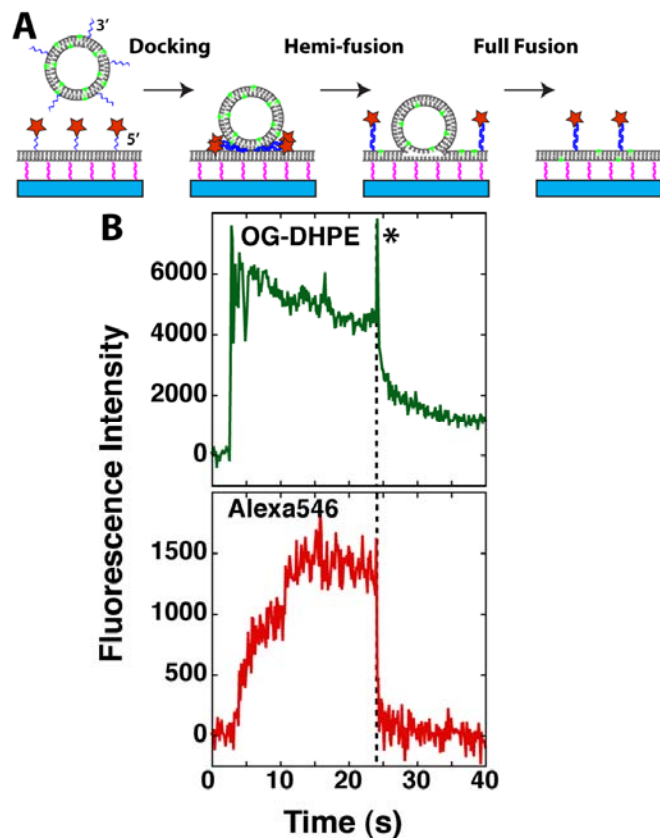 A
3’
Docking
Hemi-fusion
Full Fusion
5’
B
OG-DHPE
*
6000
4000
2000
0
Fluorescence Intensity
Alexa546
1500
1000
500
0
0 10 20 30 40
Time (s)